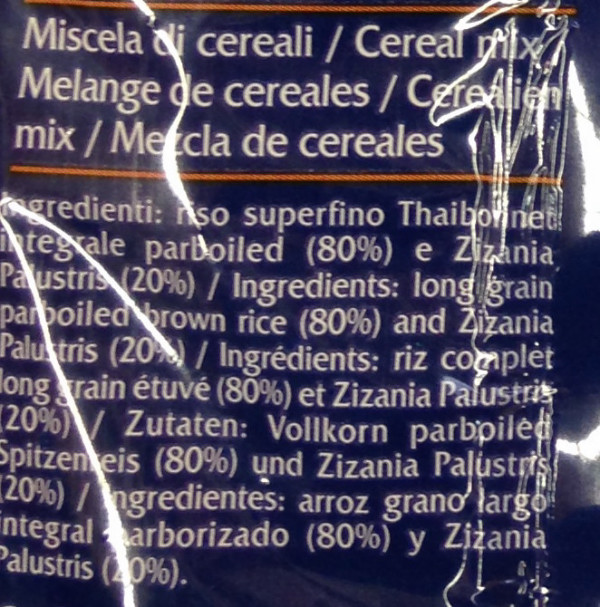 Miscela di cereali / Cereal mix
Melange de cereales / Cerealien
mix / Mezcla de cereales
Ingredienti: riso superfino Thaibonnet
integrale parboiled (80%) e Zizania
Palustris (20%) / Ingredients: long grain
parboiled brown rice (80%) and Zizania
Palustris (20%) / Ingrédients: riz complet
long grain étuvé (80%) et Zizania Palustris
(20%) / Zutaten: Vollkorn parboiled
Spitzenreis (80%) und Zizania Palustris
(20%) / Ingredientes: arroz grano largo
integral parborizado (80%) y Zizania
Palustris (20%).